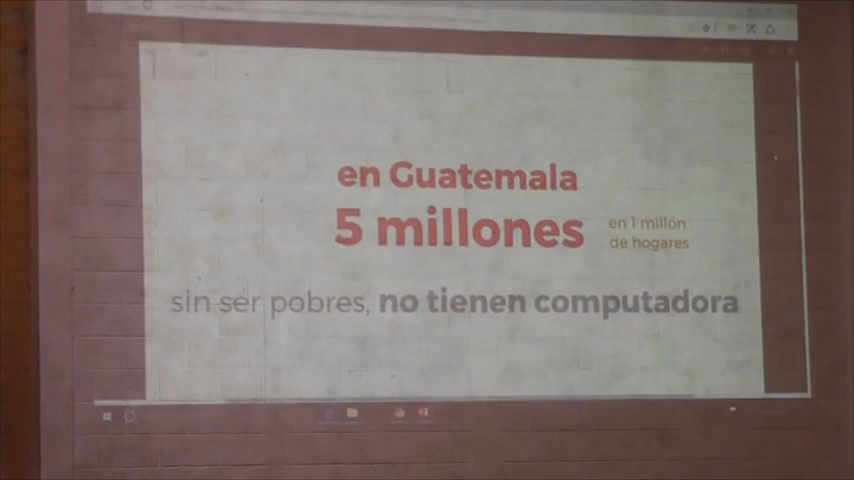 en Guatemala
5 millones
en 1 millón
de hogares
sin ser pobres, no tienen computadora